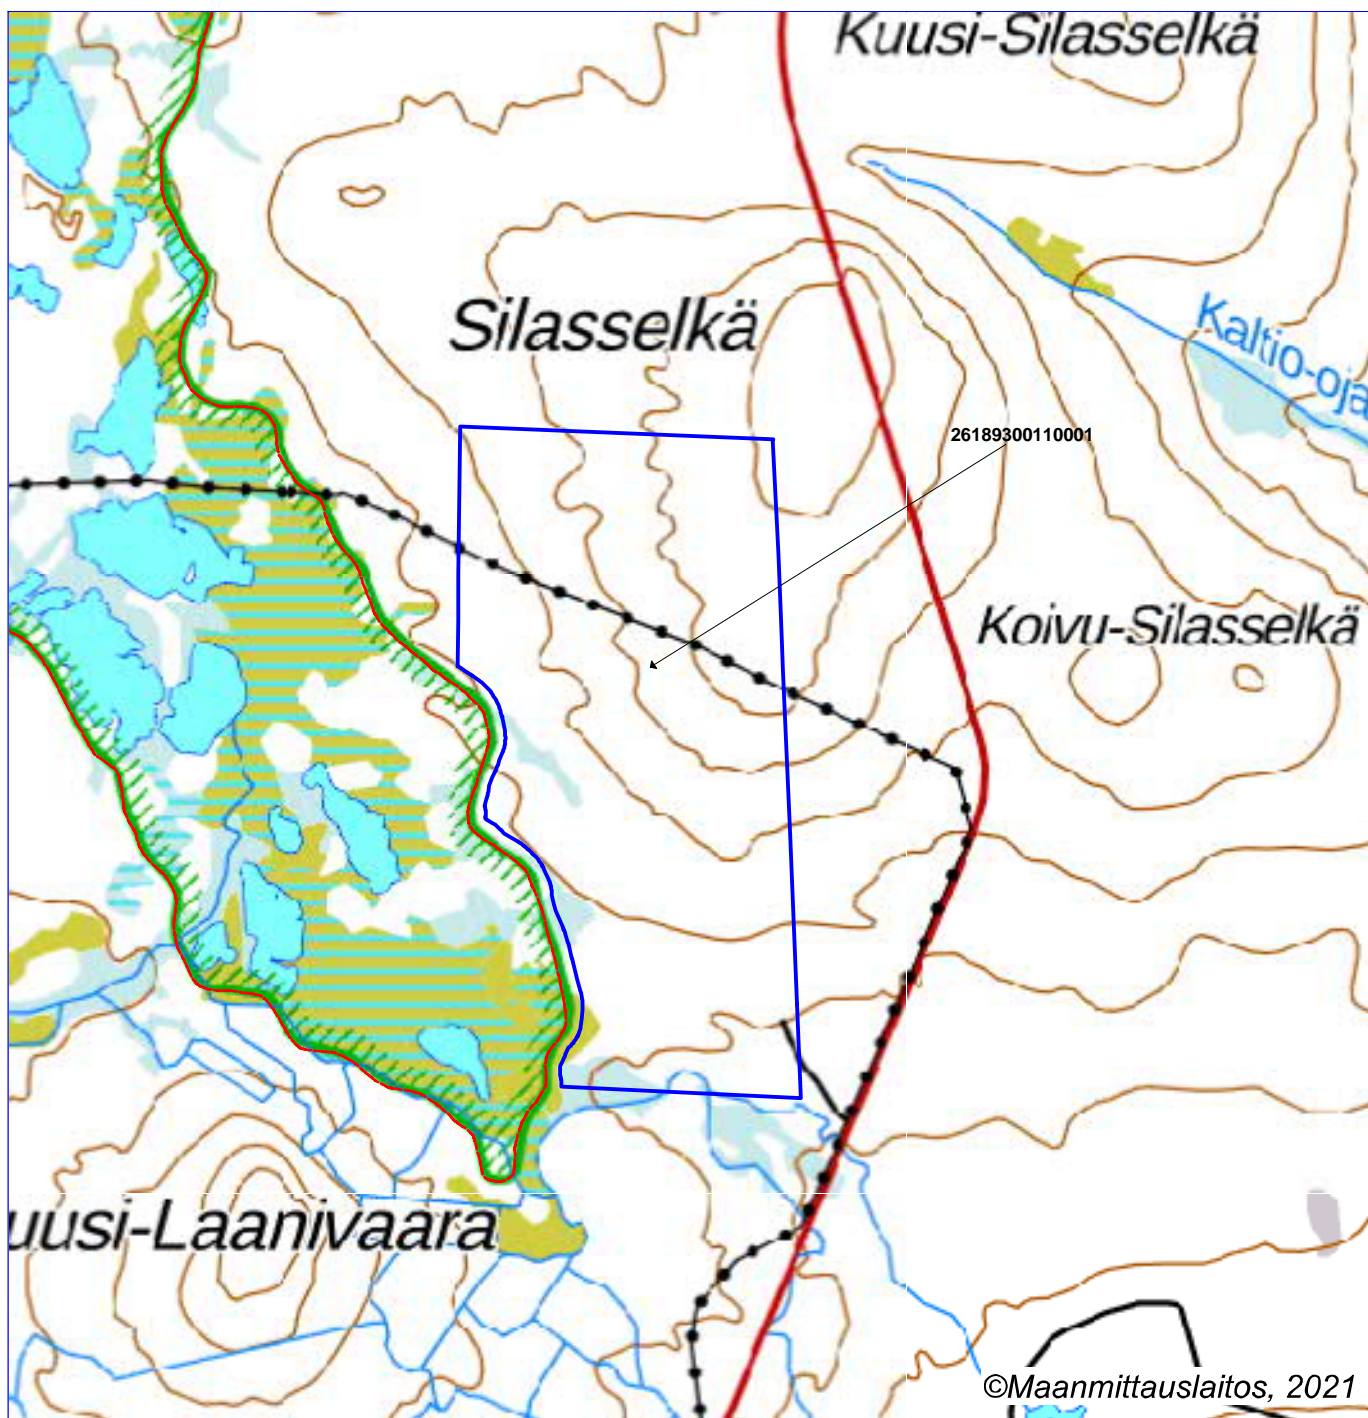 Kuusi-Silasselkä
Silasselkä
Kaltio-oja
26189300110001
Koivu-Silasselkä
uusi-Laanivaara
©Maanmittauslaitos, 2021